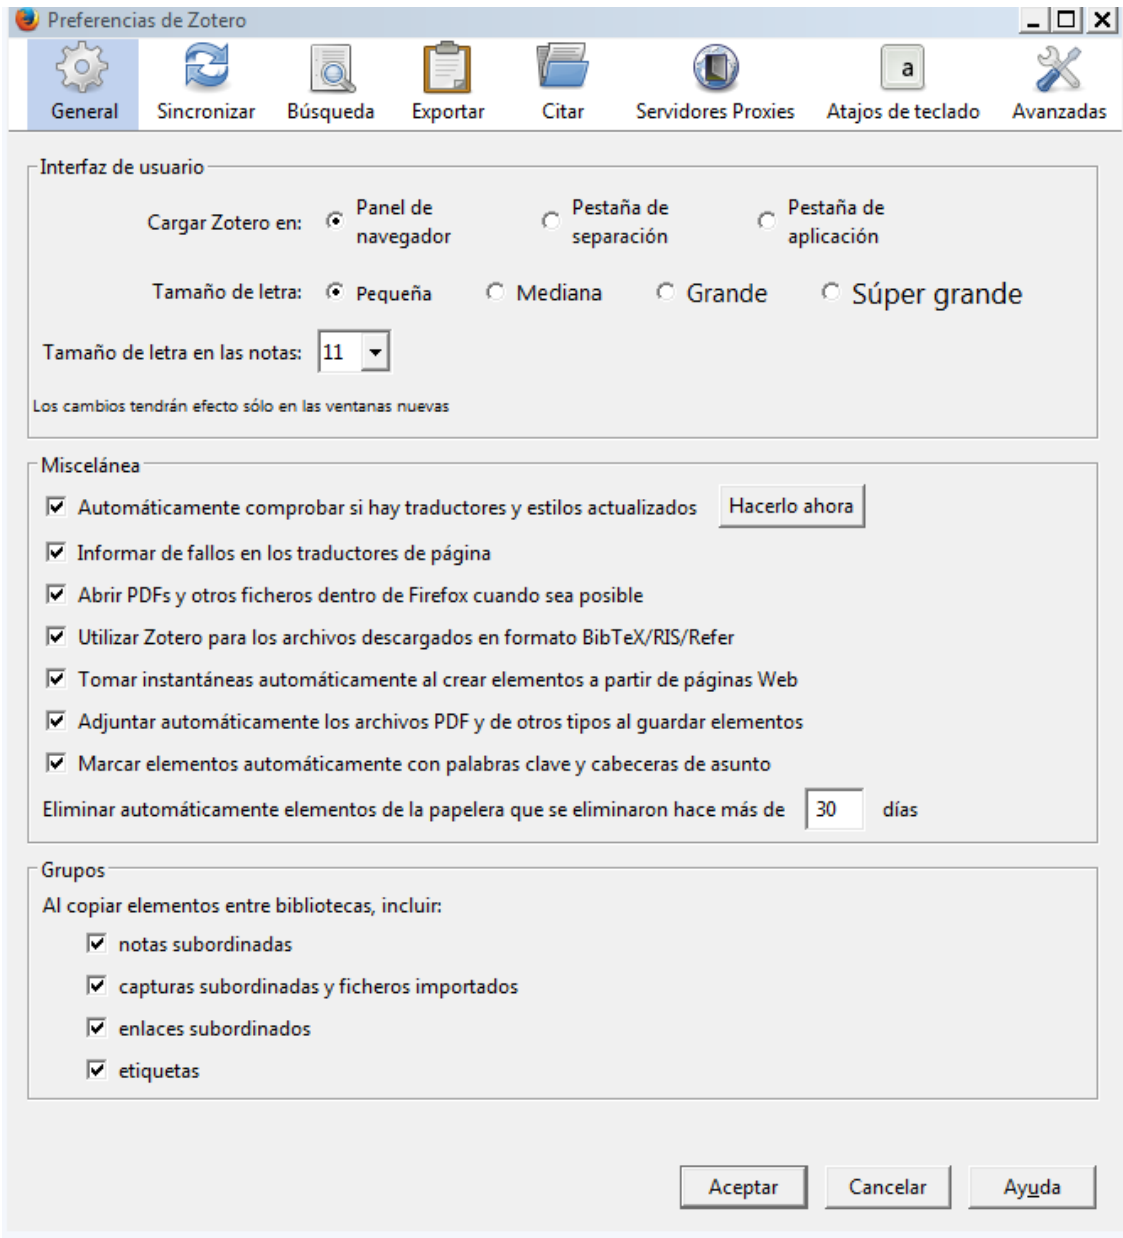 Preferencias de Zotero
General Sincronizar Búsqueda Exportar Citar Servidores Proxies a Atajos de teclado Avanzadas
Interfaz de usuario
Cargar Zotero en: Panel de navegador Pestaña de separación Pestaña de aplicación
Tamaño de letra: Pequeña Mediana Grande Súper grande
Tamaño de letra en las notas: 11
Los cambios tendrán efecto sólo en las ventanas nuevas
Miscelánea
Automáticamente comprobar si hay traductores y estilos actualizados Hacerlo ahora
Informar de fallos en los traductores de página
Abrir PDFs y otros ficheros dentro de Firefox cuando sea posible
Utilizar Zotero para los archivos descargados en formato BibTeX/RIS/Refer
Tomar instantáneas automáticamente al crear elementos a partir de páginas Web
Adjuntar automáticamente los archivos PDF y de otros tipos al guardar elementos
Marcar elementos automáticamente con palabras clave y cabeceras de asunto
Eliminar automáticamente elementos de la papelera que se eliminaron hace más de 30 días
Grupos
Al copiar elementos entre bibliotecas, incluir:
notas subordinadas
capturas subordinadas y ficheros importados
enlaces subordinados
etiquetas
Aceptar Cancelar Ayuda